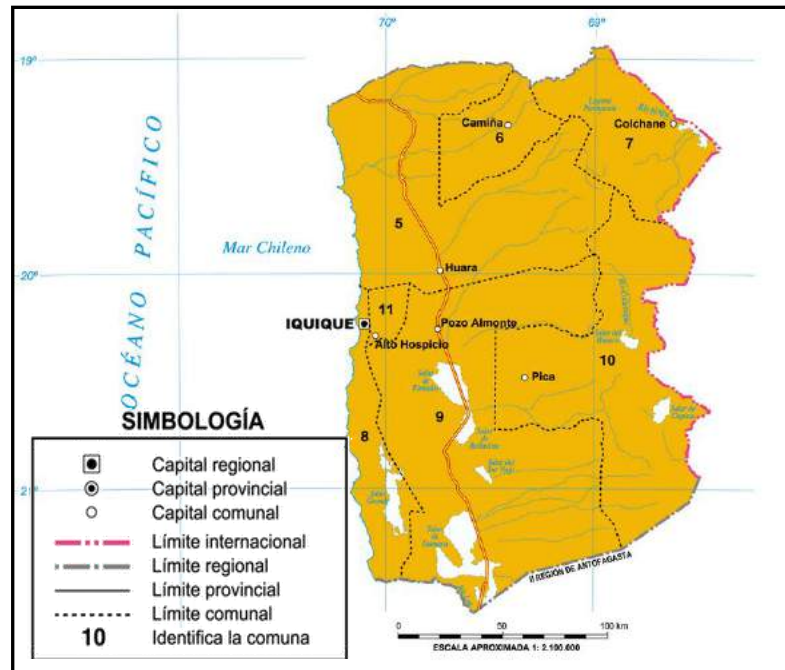 70°
69°
19°
Camiña
6
Colchane
7
OCÉANO PACÍFICO
Mar Chileno
5
20°
Huara
11
IQUIQUE
Alto Hospicio
Pozo Almonte
Pica
10
8
9
21°
SIMBOLOGÍA
Capital regional
Capital provincial
Capital comunal
Límite internacional
Límite regional
Límite provincial
Límite comunal
10 Identifica la comuna
II REGIÓN DE ANTOFAGASTA
0 50 100 km
ESCALA APROXIMADA 1: 2.100.000